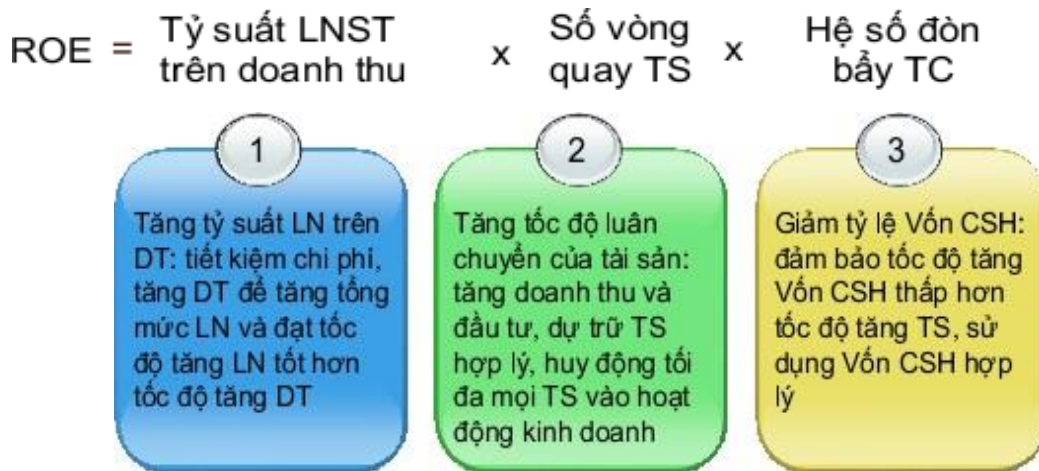 ROE = Tỷ suất LNST trên doanh thu x Số vòng quay TS x Hệ số đòn bẩy TC
1
Tăng tỷ suất LN trên
DT: tiết kiệm chi phí,
tăng DT để tăng tổng
mức LN và đạt tốc
độ tăng LN tốt hơn
tốc độ tăng DT
2
Tăng tốc độ luân
chuyển của tài sản:
tăng doanh thu và
đầu tư, dự trữ TS
hợp lý, huy động tối
đa mọi TS vào hoạt
động kinh doanh
3
Giảm tỷ lệ Vốn CSH:
đảm bảo tốc độ tăng
Vốn CSH thấp hơn
tốc độ tăng TS, sử
dụng Vốn CSH hợp
lý